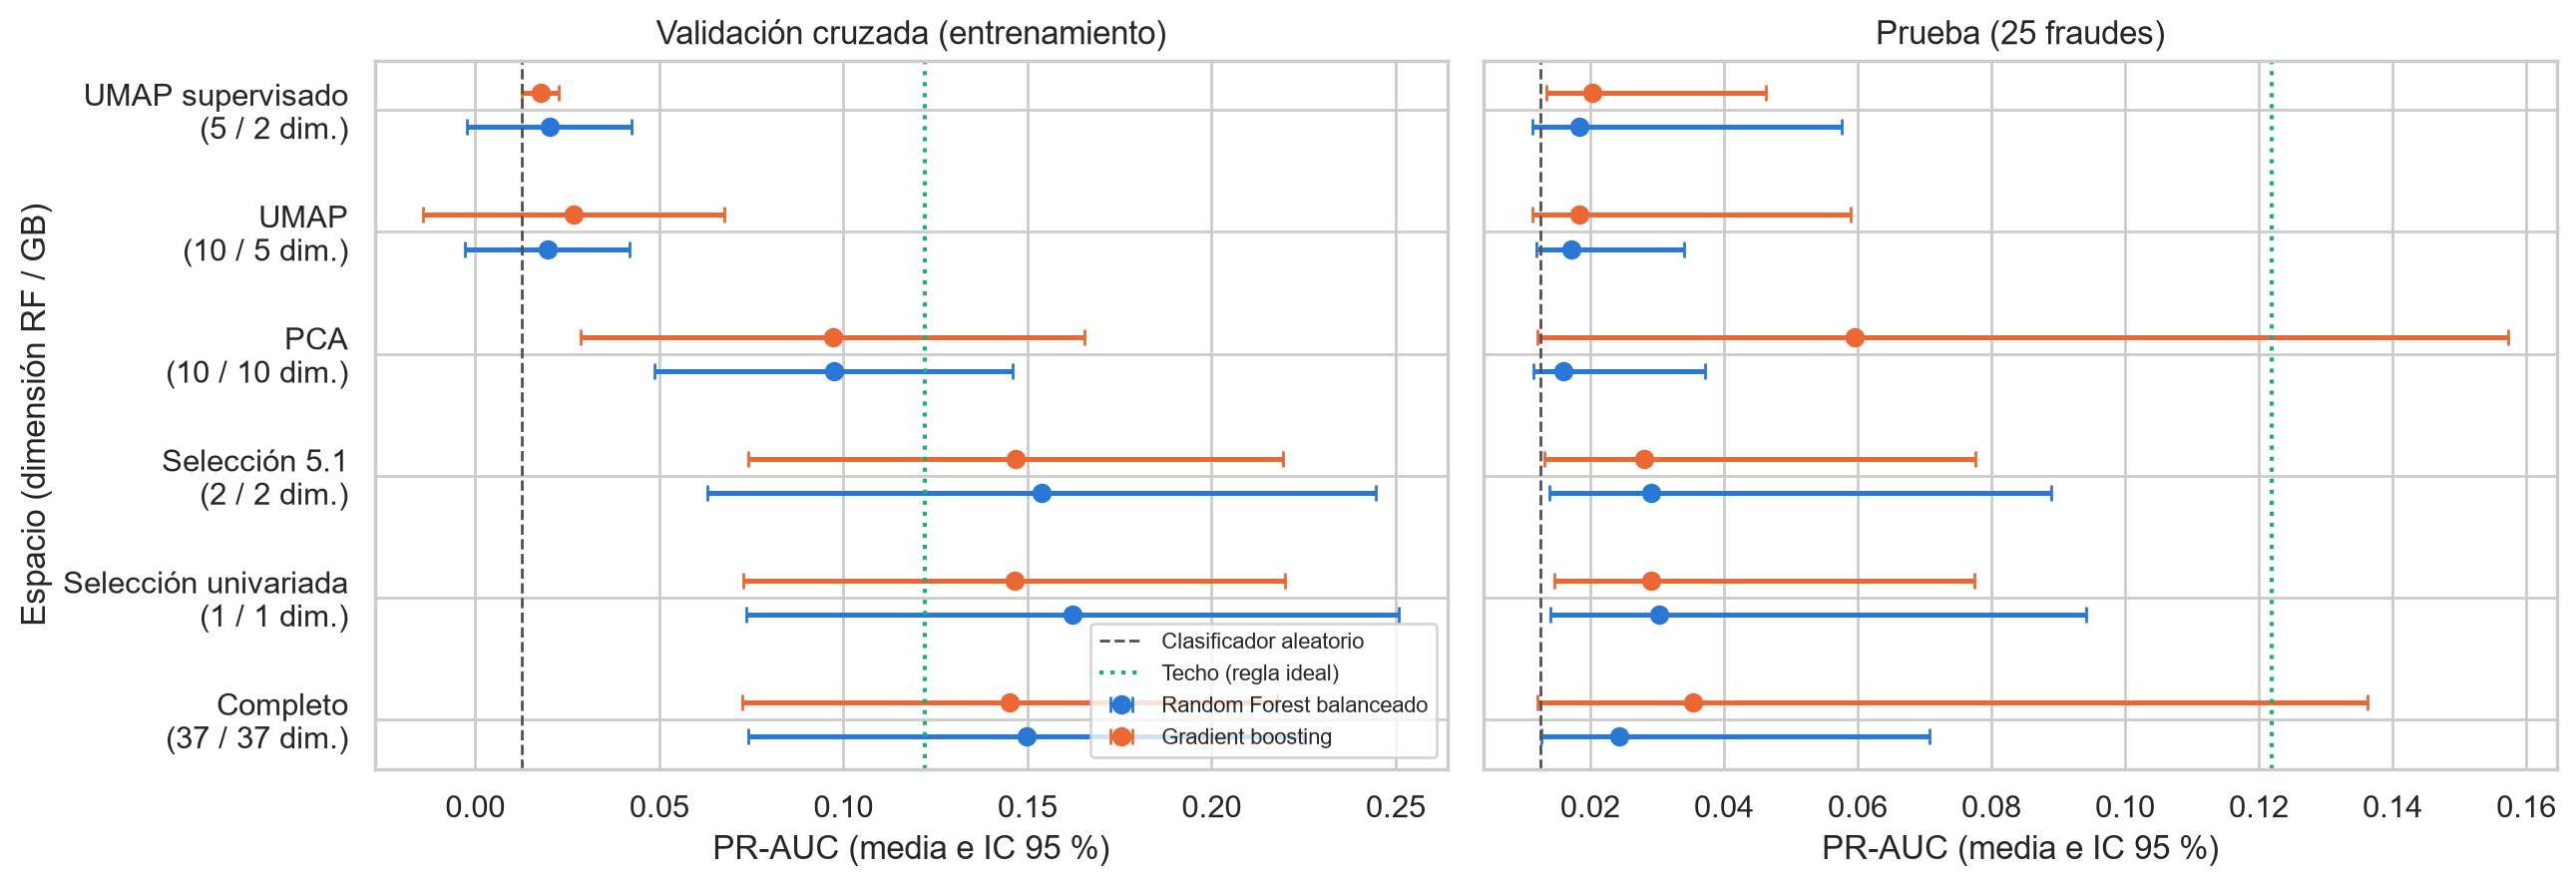 Validación cruzada (entrenamiento)
Prueba (25 fraudes)
Espacio (dimensión RF / GB)
UMAP supervisado
(5 / 2 dim.)
UMAP
(10 / 5 dim.)
PCA
(10 / 10 dim.)
Selección 5.1
(2 / 2 dim.)
Selección univariada
(1 / 1 dim.)
Completo
(37 / 37 dim.)
Clasificador aleatorio
Techo (regla ideal)
Random Forest balanceado
Gradient boosting
0.00 0.05 0.10 0.15 0.20 0.25
0.02 0.04 0.06 0.08 0.10 0.12 0.14 0.16
PR-AUC (media e IC 95 %)
PR-AUC (media e IC 95 %)